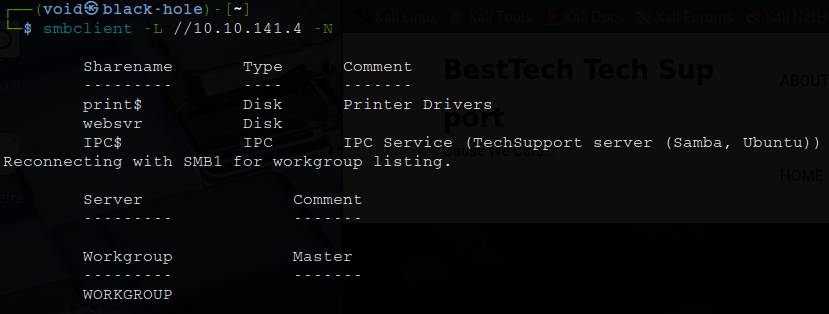 (void㉿black-hole)-[~]
$ smbclient -L //10.10.141.4 -N
Sharename Type Comment
--------- ---- -------
print$ Disk Printer Drivers
websvr Disk
IPC$ IPC IPC Service (TechSupport server (Samba, Ubuntu))
Reconnecting with SMB1 for workgroup listing.
Server Comment
--------- -------
Workgroup Master
--------- -------
WORKGROUP
Kali Linux Kali Tools Kali Docs Kali Forums Kali NetH
BestTech Tech Sup
port
ABOUT
HOME